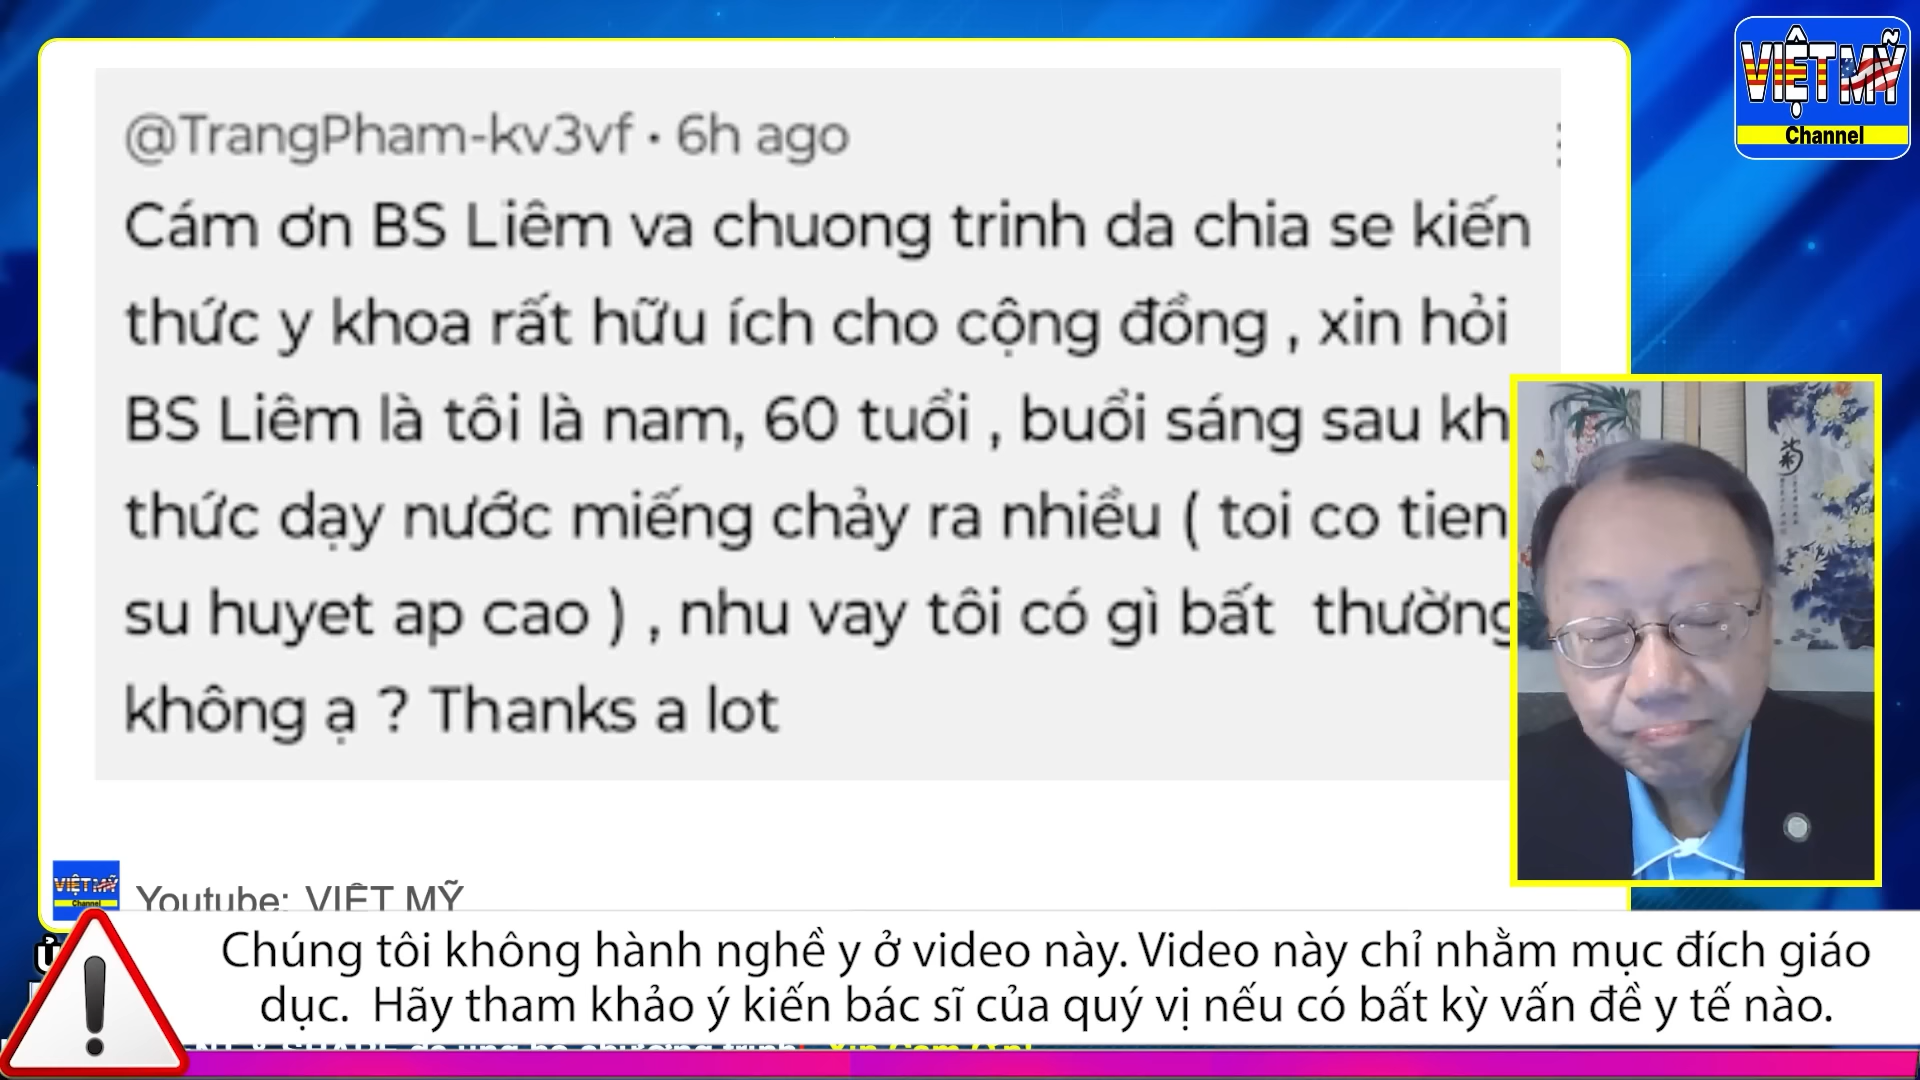 @TrangPham-kv3vf • 6h ago
Cám ơn BS Liêm va chuong trinh da chia se kiến
thức y khoa rất hữu ích cho cộng đồng , xin hỏi
BS Liêm là tôi là nam, 60 tuổi , buổi sáng sau kh
thức dạy nước miếng chảy ra nhiều ( toi co tien
su huyet ap cao ) , nhu vay tôi có gì bất thường
không ạ ? Thanks a lot
VIỆT MỸ
Channel
菊
VIỆT MỸ
Channel
Youtube: VIỆT MỸ
Chúng tôi không hành nghề y ở video này. Video này chỉ nhằm mục đích giáo
dục. Hãy tham khảo ý kiến bác sĩ của quý vị nếu có bất kỳ vấn đề y tế nào.